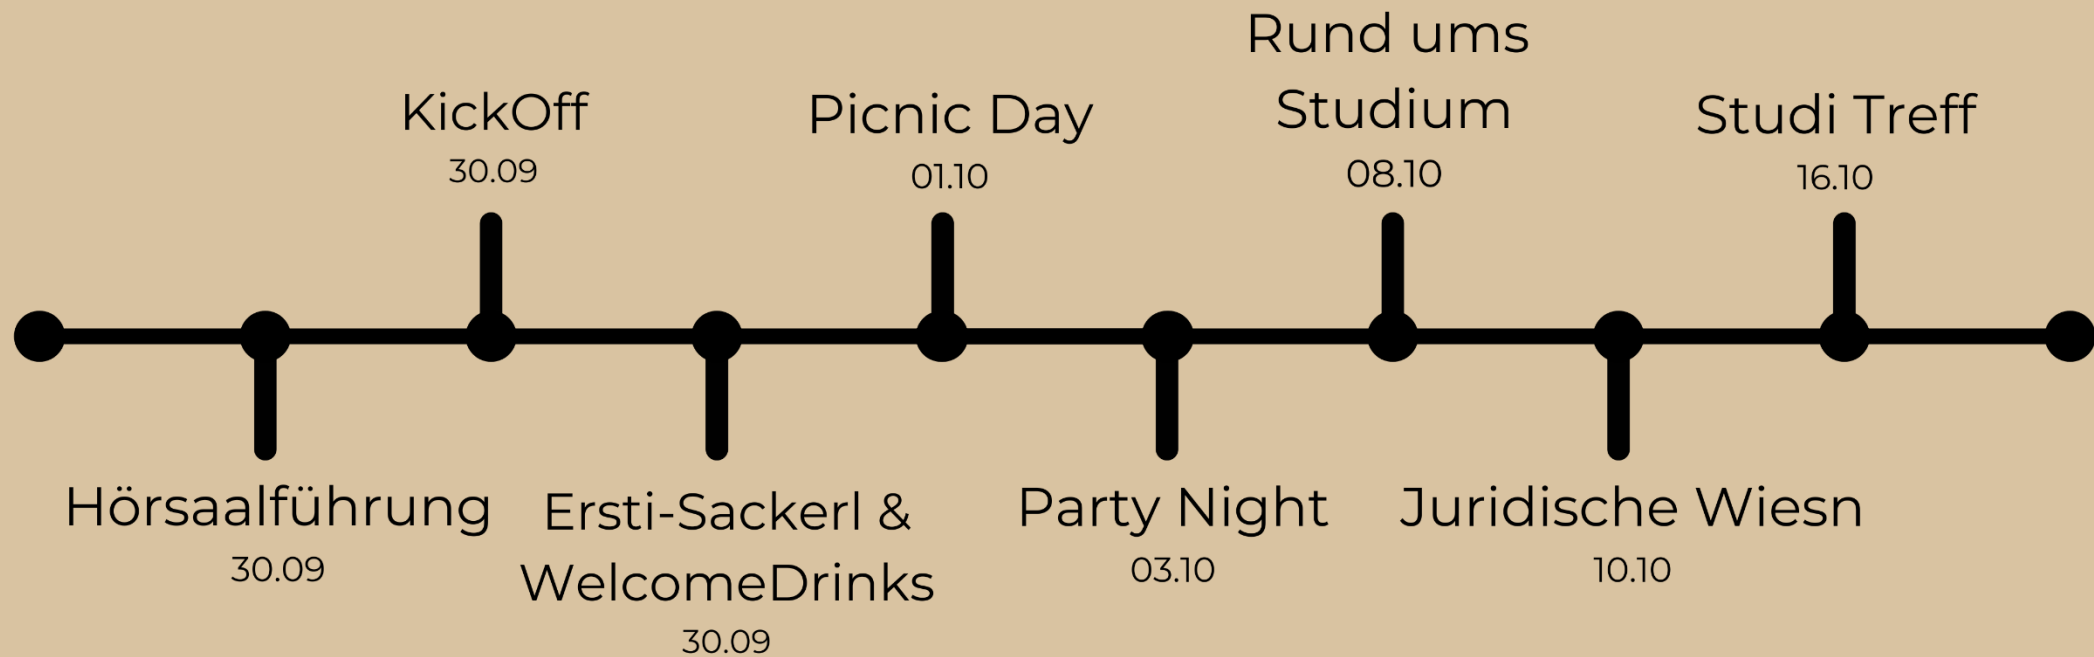 Hörsaalführung
30.09
KickOff
30.09
Ersti-Sackerl &
WelcomeDrinks
30.09
Picnic Day
01.10
Party Night
03.10
Rund ums
Studium
08.10
Juridische Wiesn
10.10
Studi Treff
16.10